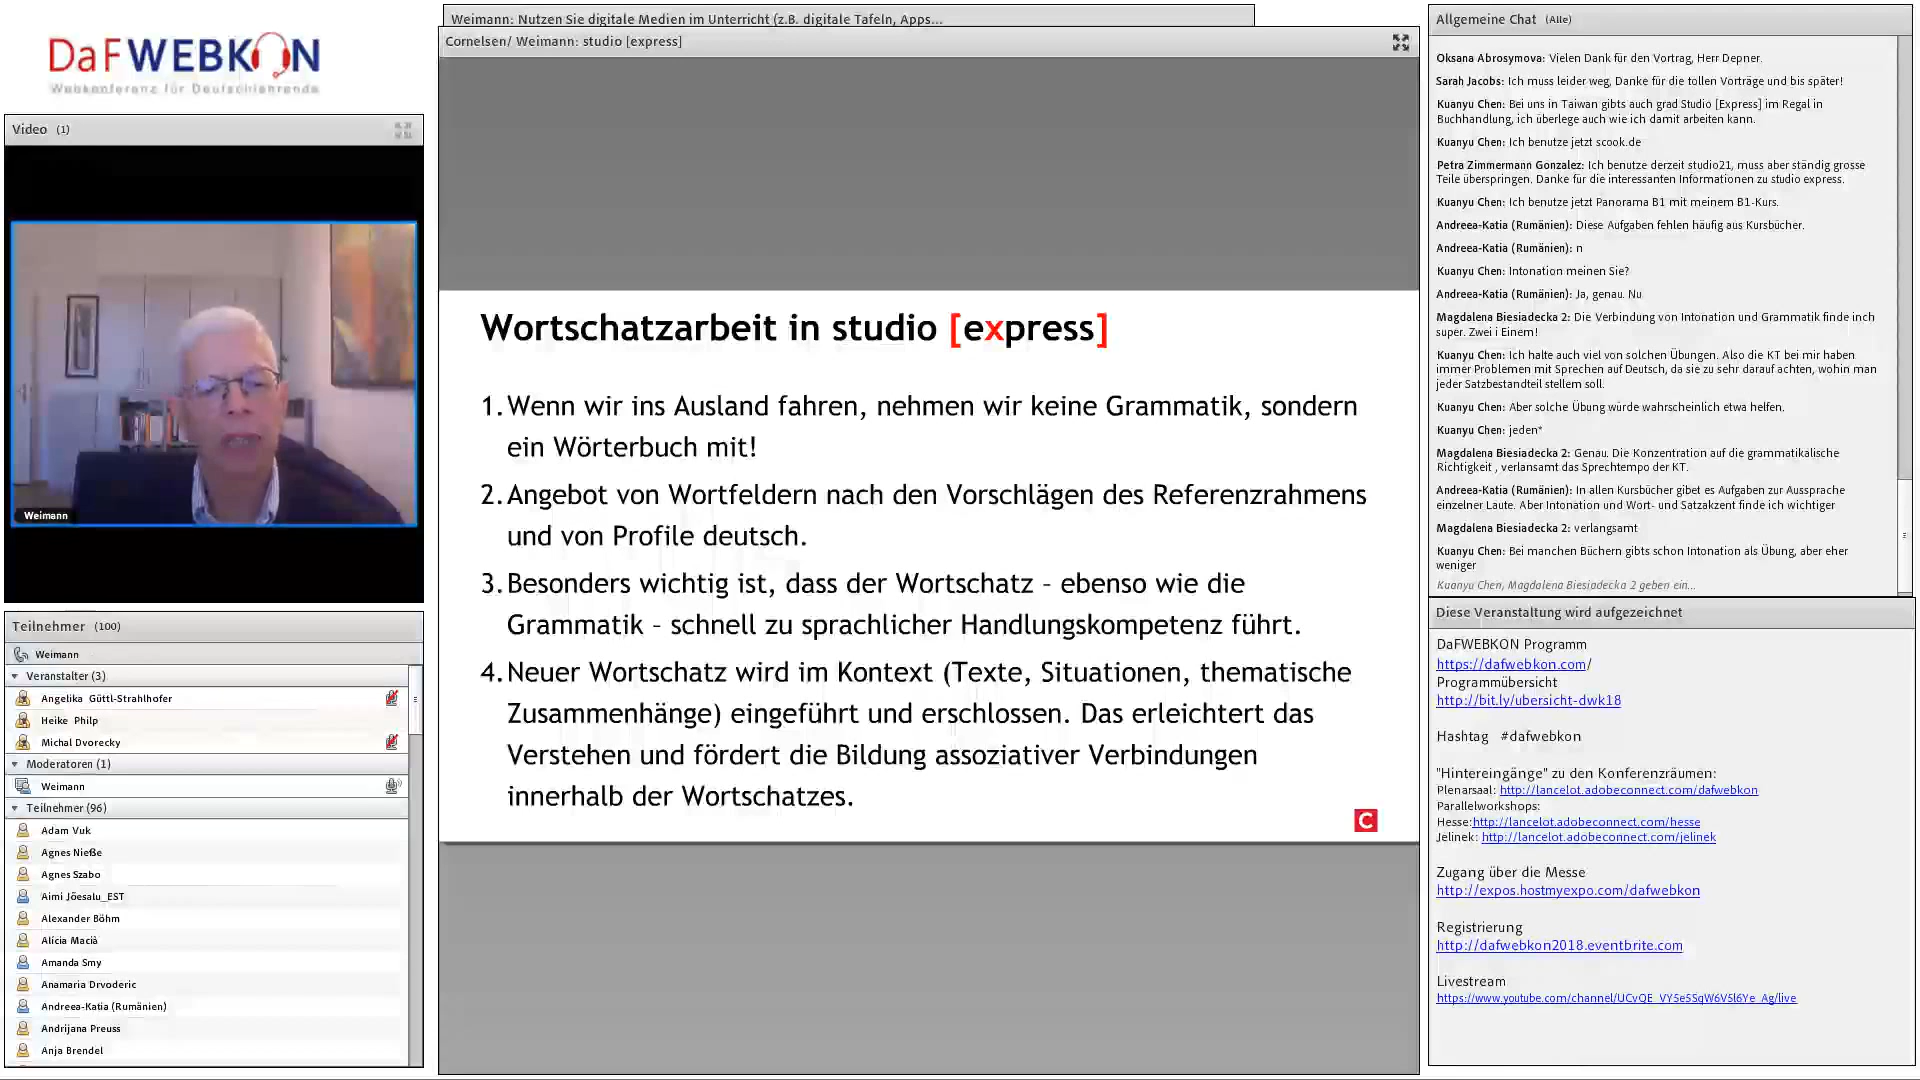 DaFWEBKON
Webkonferenz für Deutschlehrende
Video (1)
Weimann
Teilnehmer (100)
Weimann
Veranstalter (3)
Angelika Güttl-Strahlhofer
Heike Philp
Michal Dvorecky
Moderatoren (1)
Weimann
Teilnehmer (96)
Adam Vuk
Agnes Nieße
Agnes Szabo
Aimi Jõesalu_EST
Alexander Böhm
Alícia Macià
Amanda Smy
Anamaria Drvoderic
Andreea-Katia (Rumänien)
Andrijana Preuss
Anja Brendel
Weimann: Nutzen Sie digitale Medien im Unterricht (z.B. digitale Tafeln, Apps...
Cornelsen/ Weimann: studio [express]
Wortschatzarbeit in studio [express]
1. Wenn wir ins Ausland fahren, nehmen wir keine Grammatik, sondern
ein Wörterbuch mit!
2. Angebot von Wortfeldern nach den Vorschlägen des Referenzrahmens
und von Profile deutsch.
3. Besonders wichtig ist, dass der Wortschatz – ebenso wie die
Grammatik – schnell zu sprachlicher Handlungskompetenz führt.
4. Neuer Wortschatz wird im Kontext (Texte, Situationen, thematische
Zusammenhänge) eingeführt und erschlossen. Das erleichtert das
Verstehen und fördert die Bildung assoziativer Verbindungen
innerhalb der Wortschatzes.
C
Allgemeine Chat (Alle)
Oksana Abrosymova: Vielen Dank für den Vortrag, Herr Depner.
Sarah Jacobs: Ich muss leider weg, Danke für die tollen Vorträge und bis später!
Kuanyu Chen: Bei uns in Taiwan gibts auch grad Studio [Express] im Regal in
Buchhandlung, ich überlege auch wie ich damit arbeiten kann.
Kuanyu Chen: Ich benutze jetzt scook.de
Petra Zimmermann Gonzalez: Ich benutze derzeit studio21, muss aber ständig grosse
Teile überspringen. Danke für die interessanten Informationen zu studio express.
Kuanyu Chen: Ich benutze jetzt Panorama B1 mit meinem B1-Kurs.
Andreea-Katia (Rumänien): Diese Aufgaben fehlen häufig aus Kursbücher.
Andreea-Katia (Rumänien): n
Kuanyu Chen: Intonation meinen Sie?
Andreea-Katia (Rumänien): Ja, genau. Nu
Magdalena Biesiadecka 2: Die Verbindung von Intonation und Grammatik finde inch
super. Zwei i Einem!
Kuanyu Chen: Ich halte auch viel von solchen Übungen. Also die KT bei mir haben
immer Problemen mit Sprechen auf Deutsch, da sie zu sehr darauf achten, wohin man
jeder Satzbestandteil stellem soll.
Kuanyu Chen: Aber solche Übung würde wahrscheinlich etwa helfen.
Kuanyu Chen: jeden*
Magdalena Biesiadecka 2: Genau. Die Konzentration auf die grammatikalische
Richtigkeit , verlansamt das Sprechtempo der KT.
Andreea-Katia (Rumänien): In allen Kursbücher gibet es Aufgaben zur Aussprache
einzelner Laute. Aber Intonation und Wort- und Satzakzent finde ich wichtiger
Magdalena Biesiadecka 2: verlangsamt
Kuanyu Chen: Bei manchen Büchern gibts schon Intonation als Übung, aber eher
weniger
Kuanyu Chen, Magdalena Biesiadecka 2 geben ein...
Diese Veranstaltung wird aufgezeichnet
DaFWEBKON Programm
https://dafwebkon.com/
Programmübersicht
http://bit.ly/ubersicht-dwk18
Hashtag #dafwebkon
"Hintereingänge" zu den Konferenzräumen:
Plenarsaal: http://lancelot.adobeconnect.com/dafwebkon
Parallelworkshops:
Hesse:http://lancelot.adobeconnect.com/hesse
Jelinek: http://lancelot.adobeconnect.com/jelinek
Zugang über die Messe
http://expos.hostmyexpo.com/dafwebkon
Registrierung
http://dafwebkon2018.eventbrite.com
Livestream
https://www.youtube.com/channel/UCvQE_VY5e5SqW6V5l6Ye_Ag/live